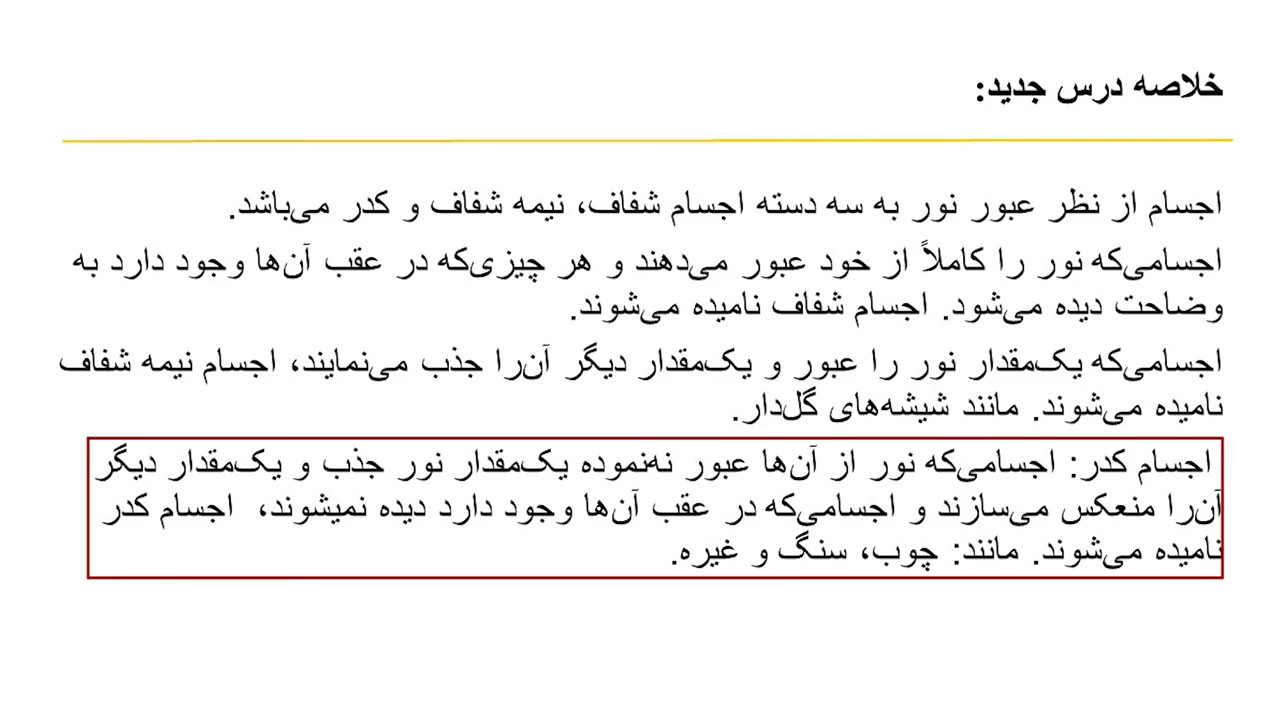 خلاصه درس جدید:
اجسام از نظر عبور نور به سه دسته اجسام شفاف، نیمه شفاف و کدر می‌باشد.
اجسامی‌که نور را کاملاً از خود عبور می‌دهند و هر چیزی‌که در عقب آن‌ها وجود دارد به
وضاحت دیده می‌شود. اجسام شفاف نامیده می‌شوند.
اجسامی‌که یک‌مقدار نور را عبور و یک‌مقدار دیگر آن‌را جذب می‌نمایند، اجسام نیمه شفاف
نامیده می‌شوند. مانند شیشه‌های گل‌دار.
اجسام کدر: اجسامی‌که نور از آن‌ها عبور نه‌نموده یک‌مقدار نور جذب و یک‌مقدار دیگر
آن‌را منعکس می‌سازند و اجسامی‌که در عقب آن‌ها وجود دارد دیده نمیشوند، اجسام کدر
نامیده می‌شوند. مانند: چوب، سنگ و غیره.